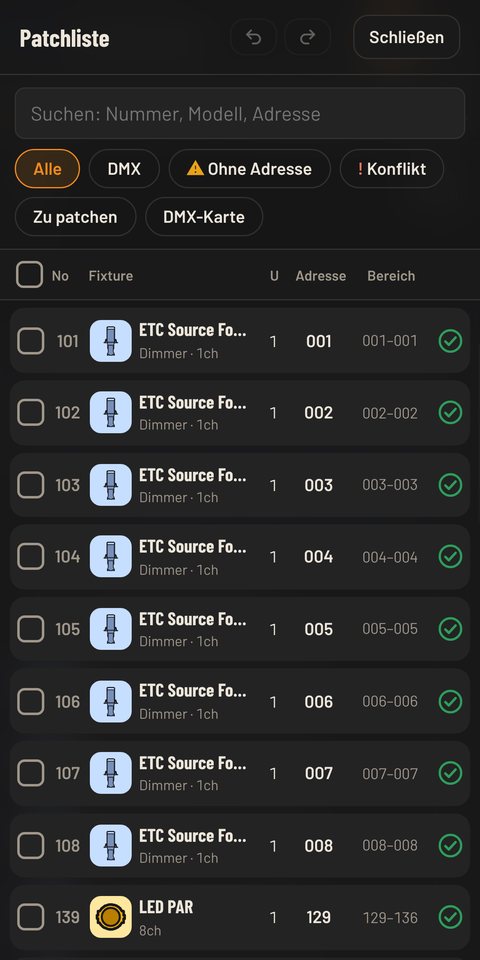 Patchliste
Schließen
Suchen: Nummer, Modell, Adresse
Alle
DMX
Ohne Adresse
! Konflikt
Zu patchen
DMX-Karte
No Fixture U Adresse Bereich
101 ETC Source Fo... 1 001 001–001
Dimmer · 1ch
102 ETC Source Fo... 1 002 002–002
Dimmer · 1ch
103 ETC Source Fo... 1 003 003–003
Dimmer · 1ch
104 ETC Source Fo... 1 004 004–004
Dimmer · 1ch
105 ETC Source Fo... 1 005 005–005
Dimmer · 1ch
106 ETC Source Fo... 1 006 006–006
Dimmer · 1ch
107 ETC Source Fo... 1 007 007–007
Dimmer · 1ch
108 ETC Source Fo... 1 008 008–008
Dimmer · 1ch
139 LED PAR 1 129 129–136
8ch